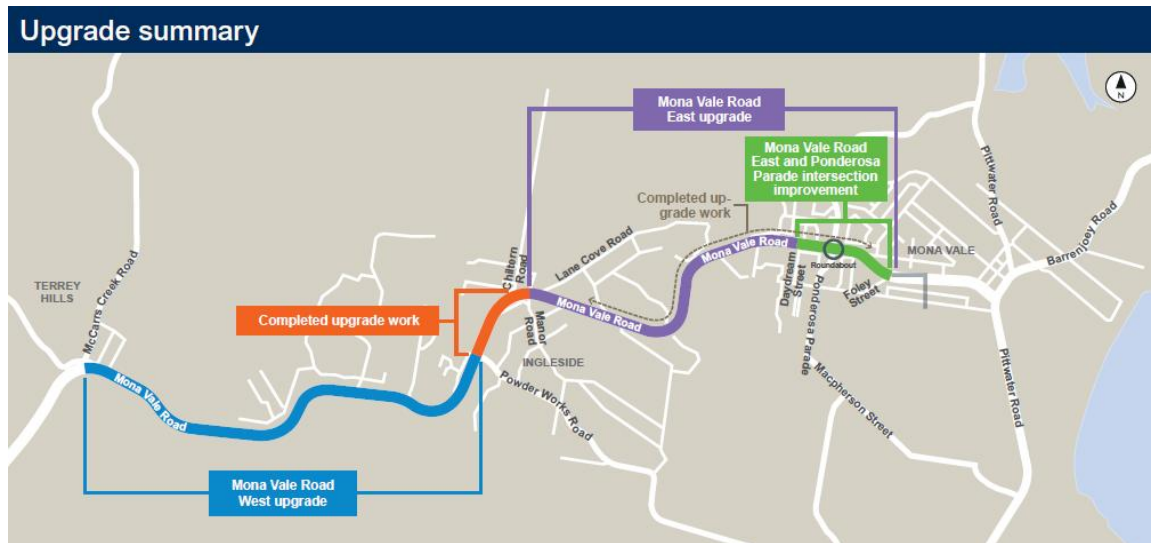 Upgrade summary
N
Mona Vale Road
East upgrade
Mona Vale Road
East and Ponderosa
Parade intersection
improvement
Pittwater Road
Completed up-
grade work
Barrenjoey Road
Chiltern
Road
Lane Cove Road
Mona Vale Road
MONA VALE
Roundabout
Daydream
Street
TERREY
HILLS
McCarrs Creek Road
Foley
Street
Ponderosa Parade
Completed upgrade work
Mona Vale Road
Manor
Road
INGLESIDE
Powder Works Road
Macpherson Street
Pittwater Road
Mona Vale Road
Mona Vale Road
West upgrade